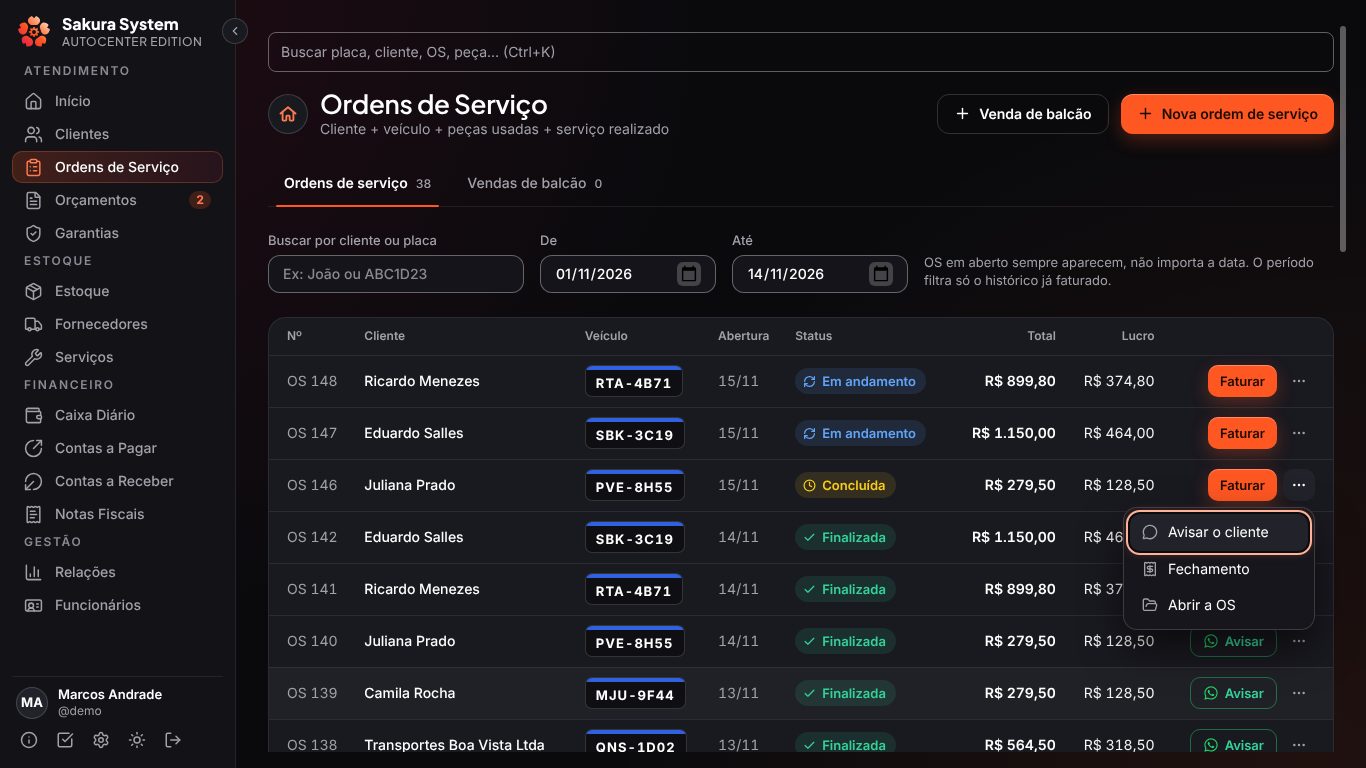 Sakura System
AUTOCENTER EDITION
ATENDIMENTO
Início
Clientes
Ordens de Serviço
Orçamentos 2
Garantias
ESTOQUE
Estoque
Fornecedores
Serviços
FINANCEIRO
Caixa Diário
Contas a Pagar
Contas a Receber
Notas Fiscais
GESTÃO
Relações
Funcionários
MA
Marcos Andrade
@demo
Buscar placa, cliente, OS, peça... (Ctrl+K)
Ordens de Serviço
Cliente + veículo + peças usadas + serviço realizado
+ Venda de balcão
+ Nova ordem de serviço
Ordens de serviço 38
Vendas de balcão 0
Buscar por cliente ou placa
Ex: João ou ABC1D23
De
01/11/2026
Até
14/11/2026
OS em aberto sempre aparecem, não importa a data. O período
filtra só o histórico já faturado.
Nº Cliente Veículo Abertura Status Total Lucro
OS 148 Ricardo Menezes RTA-4B71 15/11 Em andamento R$ 899,80 R$ 374,80 Faturar ...
OS 147 Eduardo Salles SBK-3C19 15/11 Em andamento R$ 1.150,00 R$ 464,00 Faturar ...
OS 146 Juliana Prado PVE-8H55 15/11 Concluída R$ 279,50 R$ 128,50 Faturar ...
OS 142 Eduardo Salles SBK-3C19 14/11 Finalizada R$ 1.150,00 R$ 46
OS 141 Ricardo Menezes RTA-4B71 14/11 Finalizada R$ 899,80 R$ 37
Avisar o cliente
Fechamento
Abrir a OS
OS 140 Juliana Prado PVE-8H55 14/11 Finalizada R$ 279,50 R$ 128,50 Avisar ...
OS 139 Camila Rocha MJU-9F44 13/11 Finalizada R$ 279,50 R$ 128,50 Avisar ...
OS 138 Transportes Boa Vista Ltda QNS-1D02 13/11 Finalizada R$ 564,50 R$ 318,50 Avisar ...